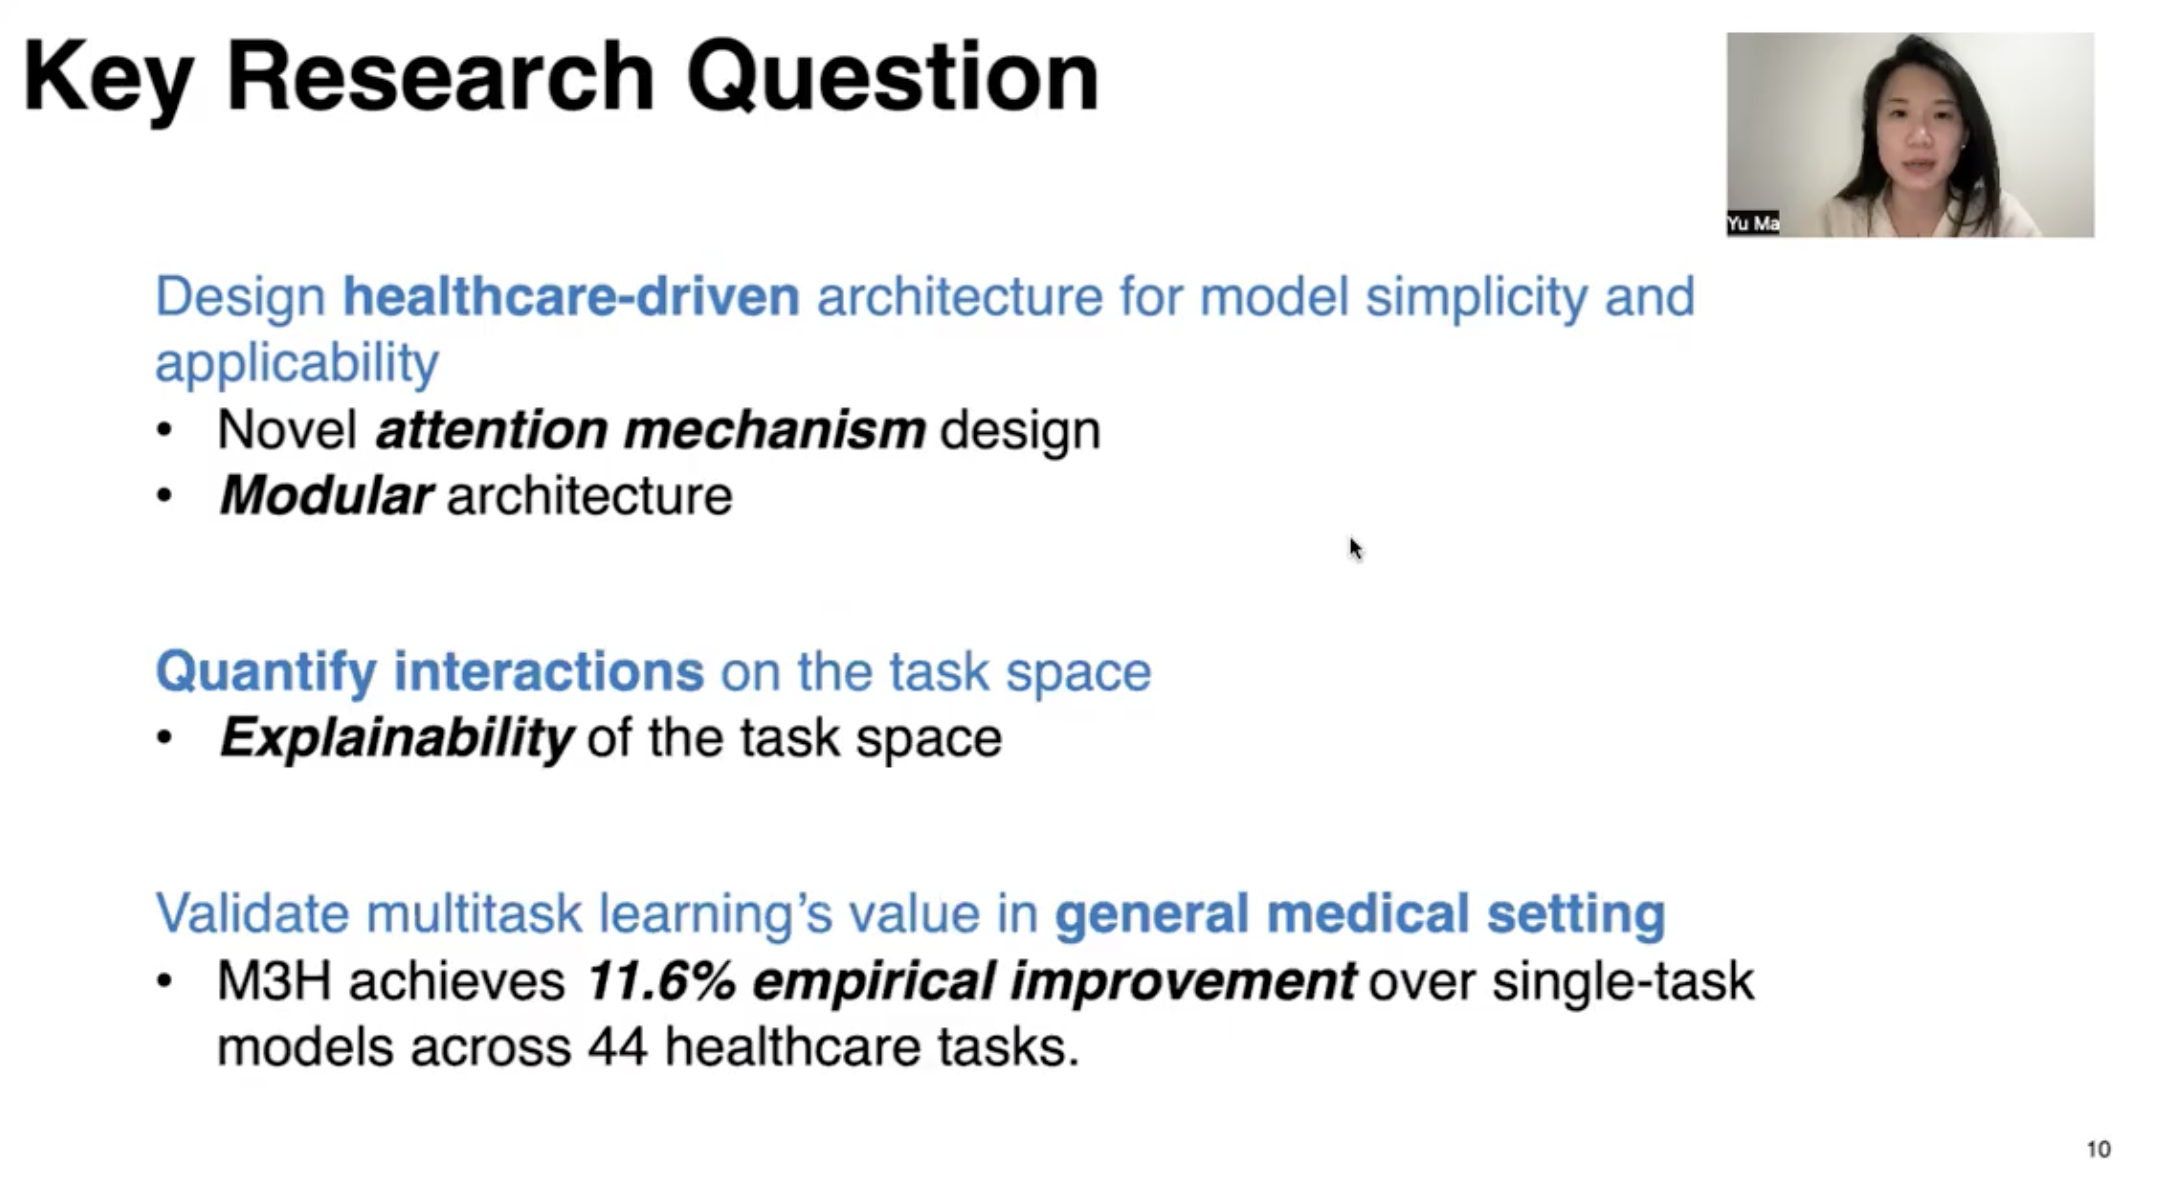 Key Research Question
Yu Ma
Design healthcare-driven architecture for model simplicity and
applicability
• Novel attention mechanism design
• Modular architecture
Quantify interactions on the task space
• Explainability of the task space
Validate multitask learning’s value in general medical setting
• M3H achieves 11.6% empirical improvement over single-task
models across 44 healthcare tasks.
10